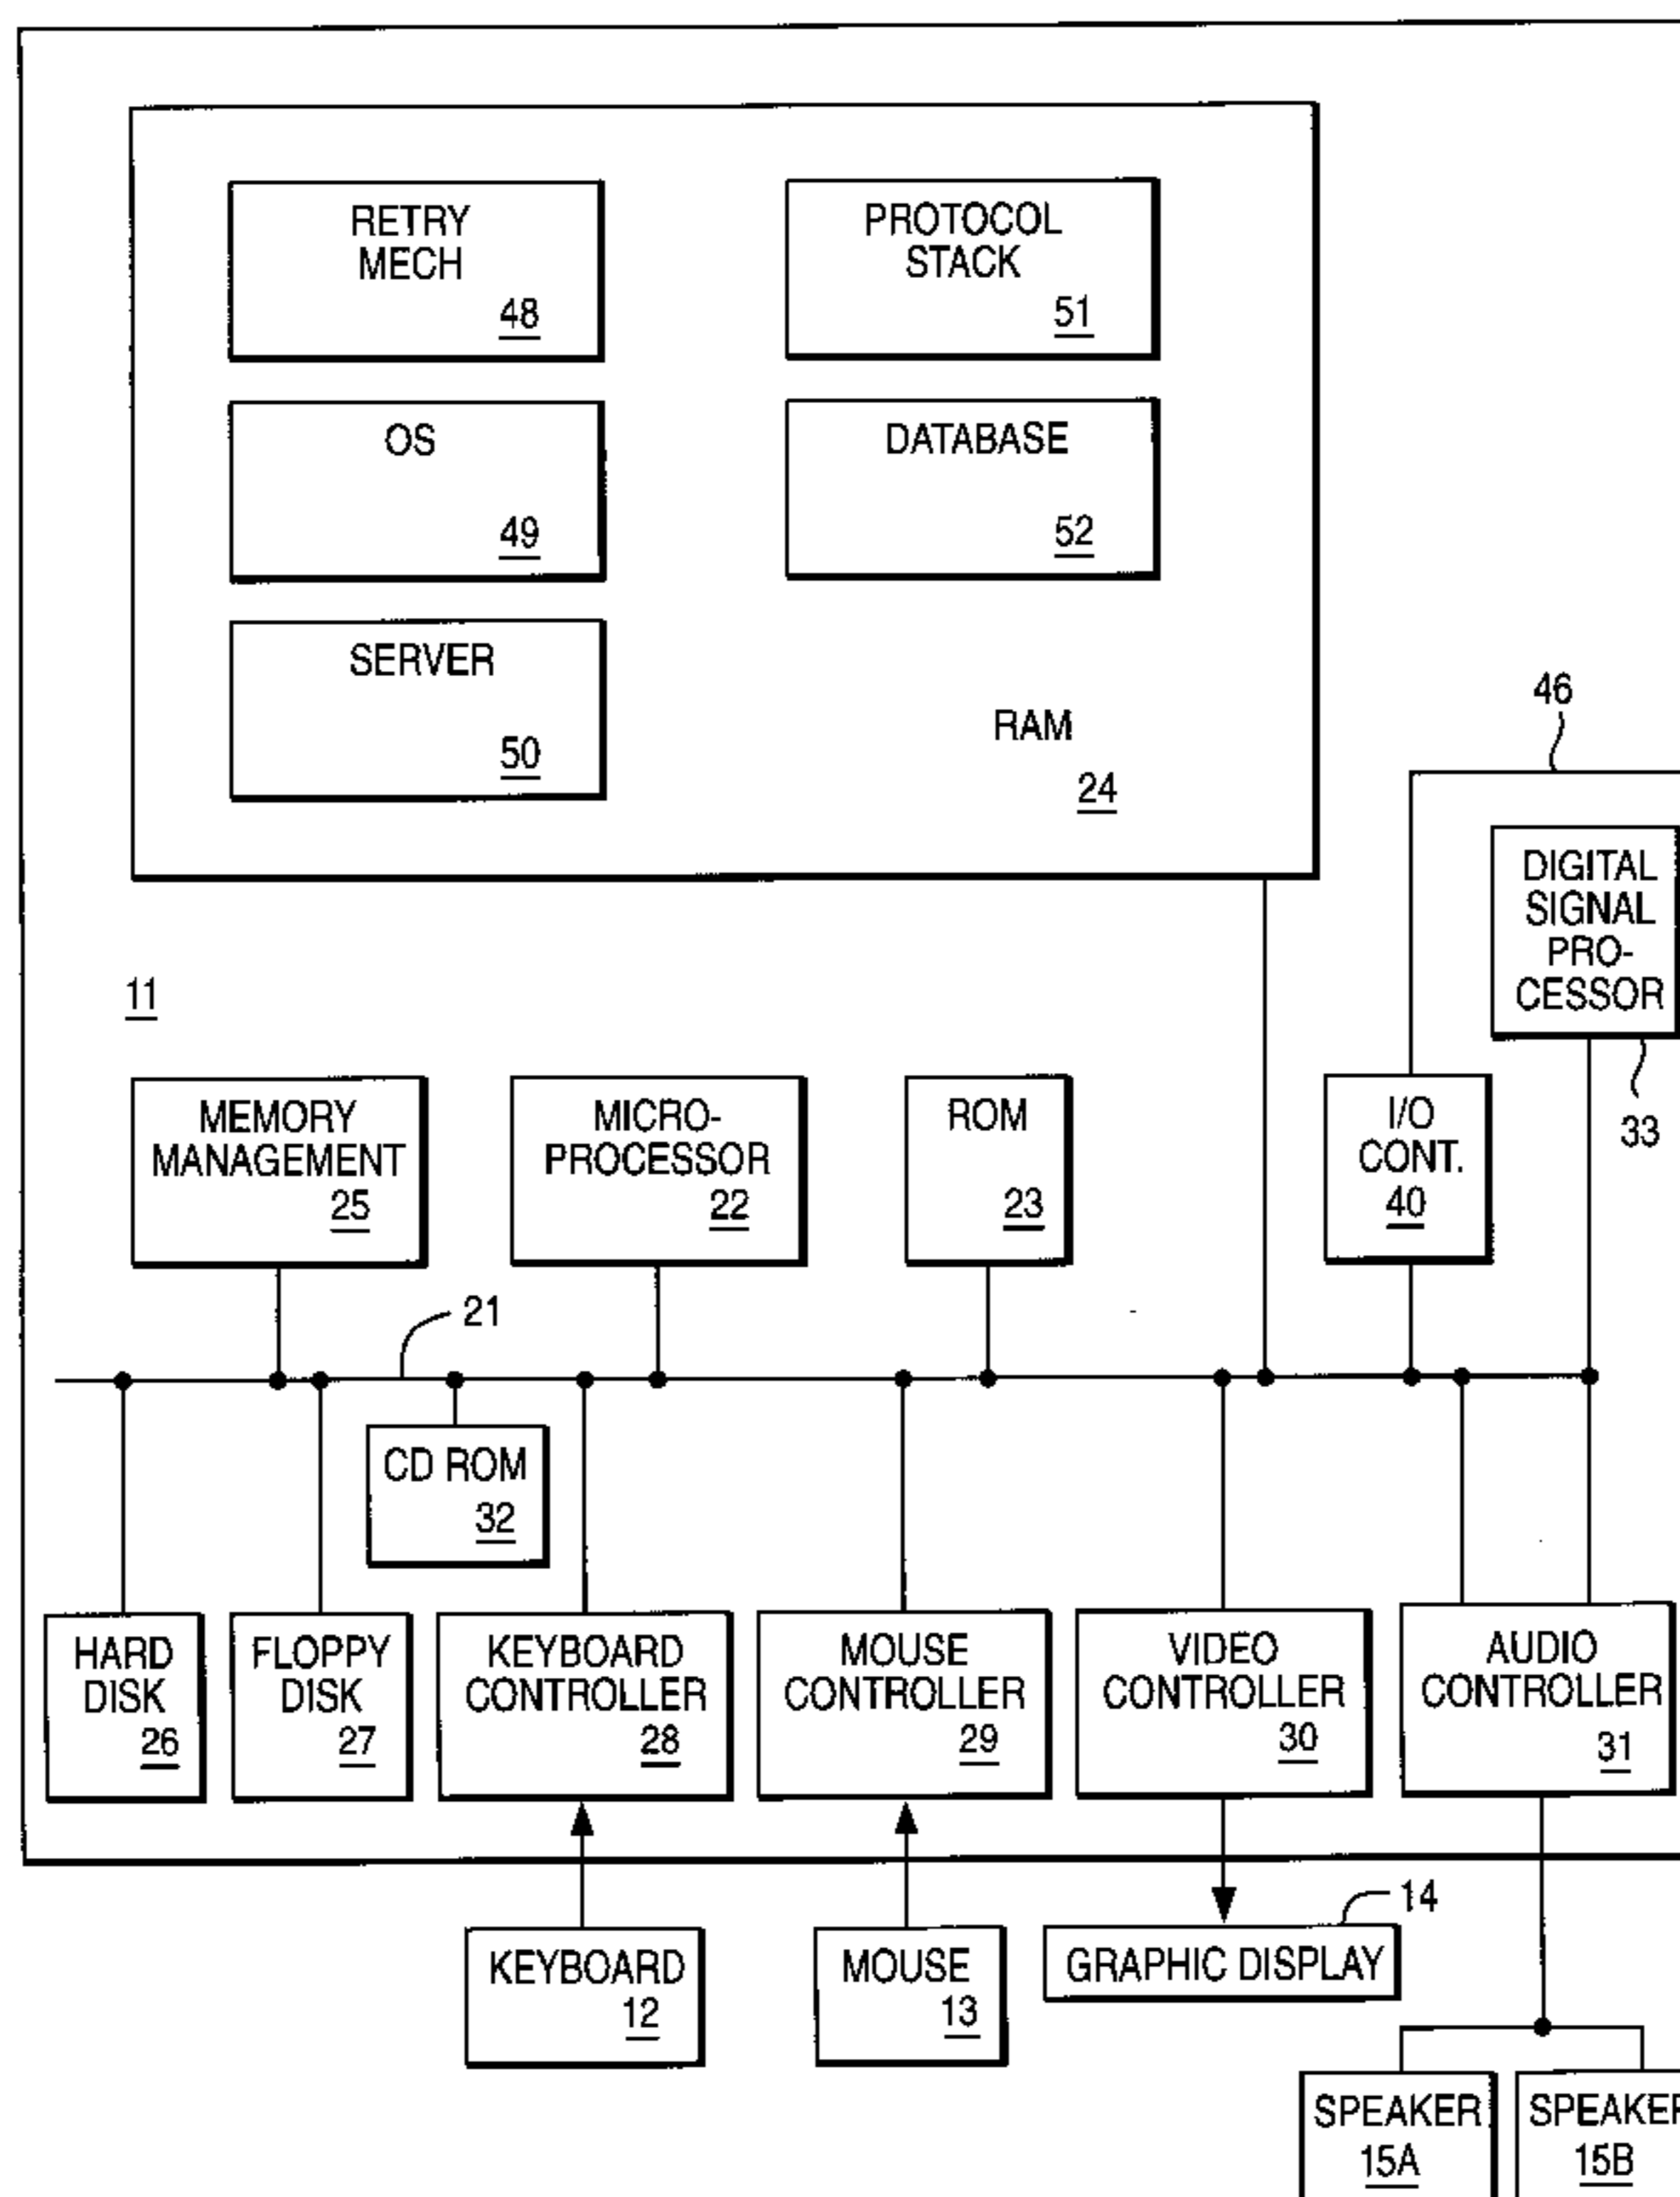 RETRY
MECH
48
PROTOCOL
STACK
51
OS
49
DATABASE
52
SERVER
50
RAM
24
46
DIGITAL
SIGNAL
PRO-
CESSOR
33
11
MEMORY
MANAGEMENT
25
MICRO-
PROCESSOR
22
ROM
23
I/O
CONT.
40
21
CD ROM
32
HARD
DISK
26
FLOPPY
DISK
27
KEYBOARD
CONTROLLER
28
MOUSE
CONTROLLER
29
VIDEO
CONTROLLER
30
AUDIO
CONTROLLER
31
KEYBOARD
12
MOUSE
13
14
GRAPHIC DISPLAY
SPEAKER
15A
SPEAKER
15B